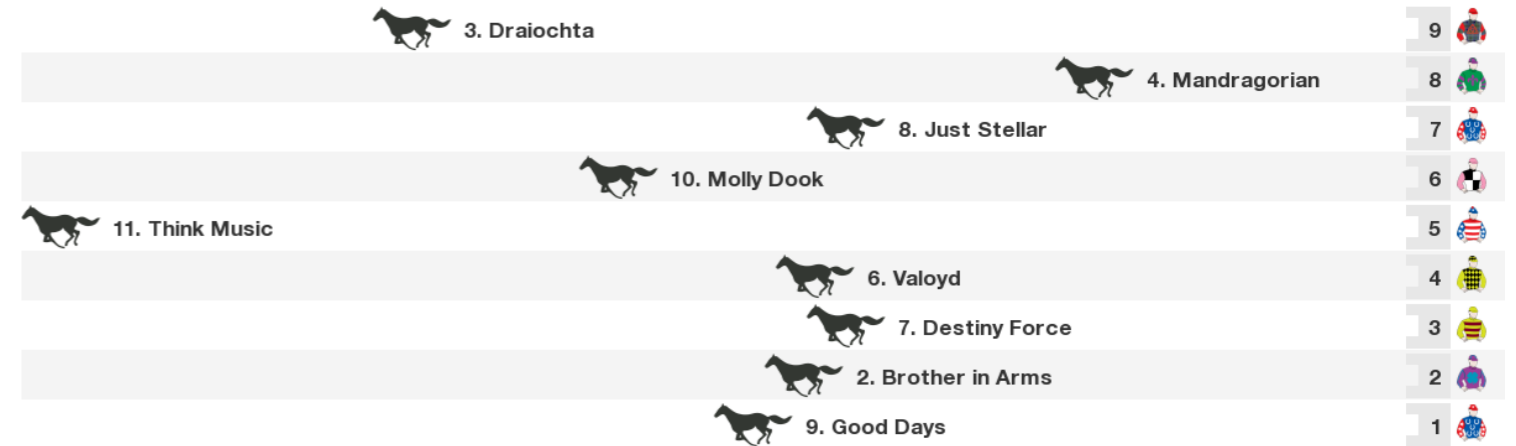 3. Draiochta 9
4. Mandragorian 8
8. Just Stellar 7
10. Molly Dook 6
11. Think Music 5
6. Valoyd 4
7. Destiny Force 3
2. Brother in Arms 2
9. Good Days 1